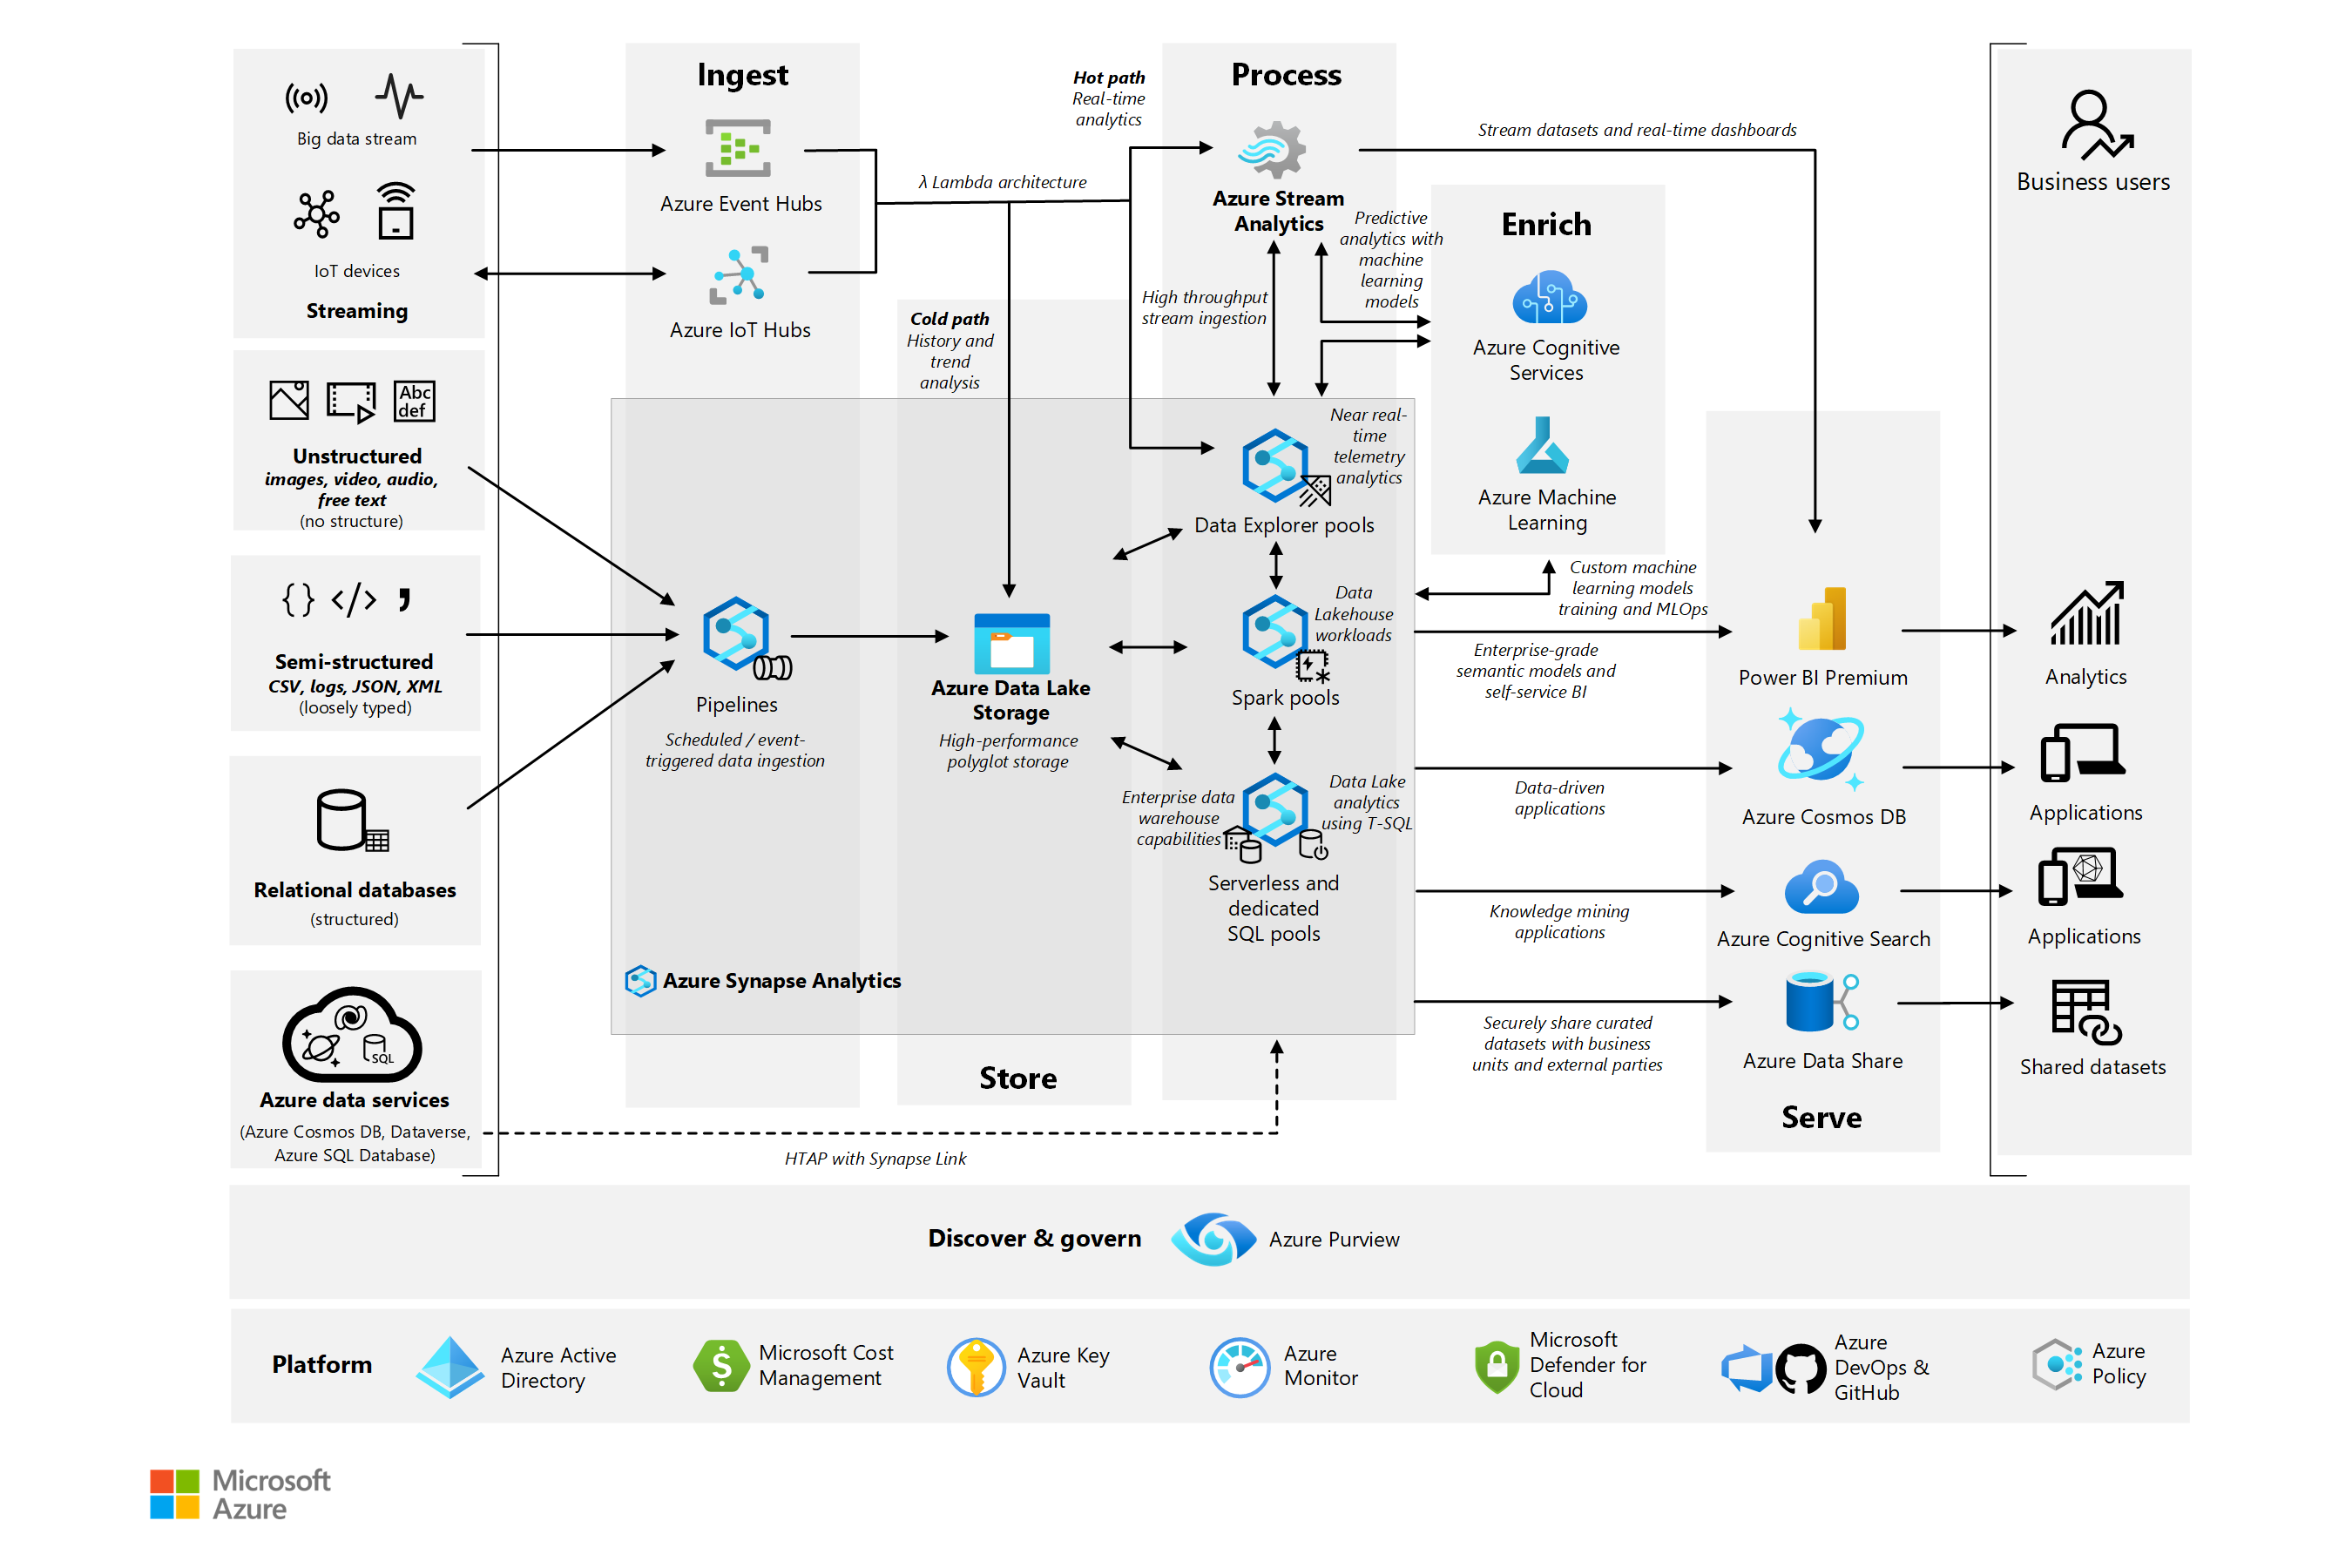 Big data stream
IoT devices
Streaming
Abc
def
Unstructured
images, video, audio,
free text
(no structure)
{ } </> ,
Semi-structured
CSV, logs, JSON, XML
(loosely typed)
Relational databases
(structured)
SQL
Azure data services
(Azure Cosmos DB, Dataverse,
Azure SQL Database)
Ingest
Azure Event Hubs
Azure IoT Hubs
λ Lambda architecture
Cold path
History and
trend
analysis
Hot path
Real-time
analytics
Process
Azure Stream
Analytics
High throughput
stream ingestion
Predictive
analytics with
machine
learning
models
Stream datasets and real-time dashboards
Enrich
Azure Cognitive
Services
Azure Machine
Learning
Pipelines
Scheduled / event-
triggered data ingestion
Azure Data Lake
Storage
High-performance
polyglot storage
Near real-
time
telemetry
analytics
Data Explorer pools
Data
Lakehouse
workloads
Spark pools
Enterprise data
warehouse
capabilities
Data Lake
analytics
using T-SQL
Serverless and
dedicated
SQL pools
Azure Synapse Analytics
Store
HTAP with Synapse Link
Custom machine
learning models
training and MLOps
Enterprise-grade
semantic models and
self-service BI
Data-driven
applications
Knowledge mining
applications
Securely share curated
datasets with business
units and external parties
Power BI Premium
Azure Cosmos DB
Azure Cognitive Search
Azure Data Share
Serve
Business users
Analytics
Applications
Applications
Shared datasets
Discover & govern
Azure Purview
Platform
Azure Active
Directory
$
Microsoft Cost
Management
Azure Key
Vault
Azure
Monitor
Microsoft
Defender for
Cloud
Azure
DevOps &
GitHub
Azure
Policy
Microsoft
Azure